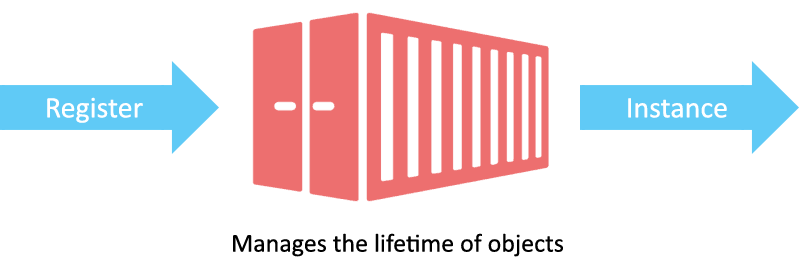 Register
Instance
Manages the lifetime of objects